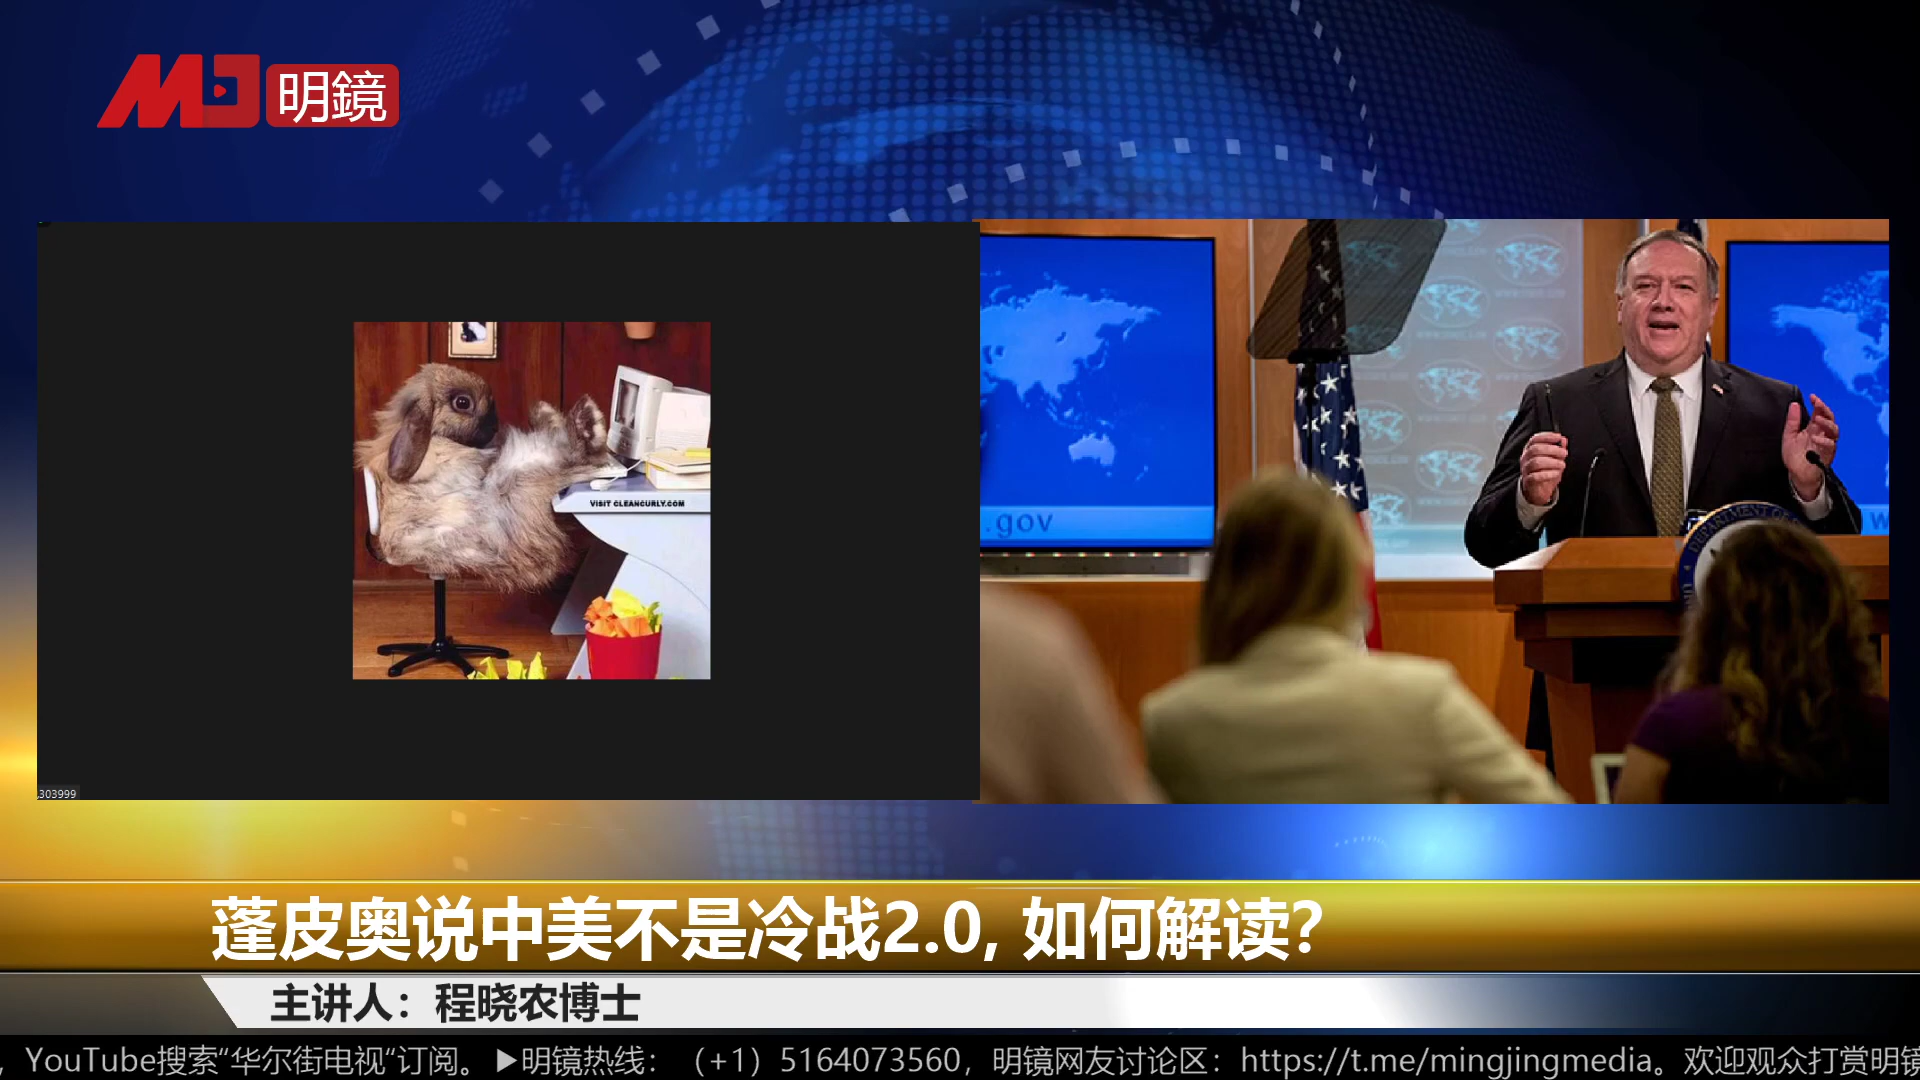 MJ 明鏡
.gov
VISIT CLEANCURLY.COM
DEPARTMENT OF
303999
蓬皮奥说中美不是冷战2.0, 如何解读?
主讲人：程晓农博士
，YouTube搜索“华尔街电视“订阅。▶明镜热线：（+1）5164073560，明镜网友讨论区：https://t.me/mingjingmedia。欢迎观众打赏明镜